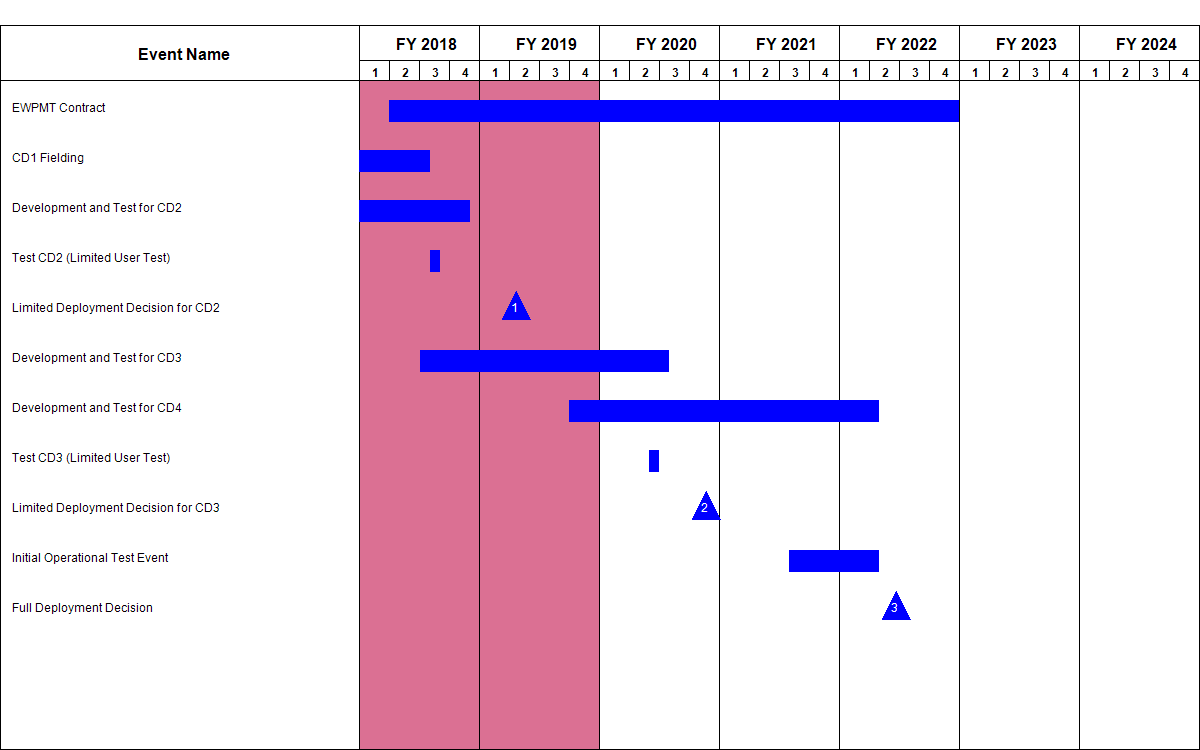 Event Name
FY 2018 FY 2019 FY 2020 FY 2021 FY 2022 FY 2023 FY 2024
1 2 3 4 1 2 3 4 1 2 3 4 1 2 3 4 1 2 3 4 1 2 3 4 1 2 3 4
EWPMT Contract
CD1 Fielding
Development and Test for CD2
Test CD2 (Limited User Test)
Limited Deployment Decision for CD2
1
Development and Test for CD3
Development and Test for CD4
Test CD3 (Limited User Test)
Limited Deployment Decision for CD3
2
Initial Operational Test Event
Full Deployment Decision
3